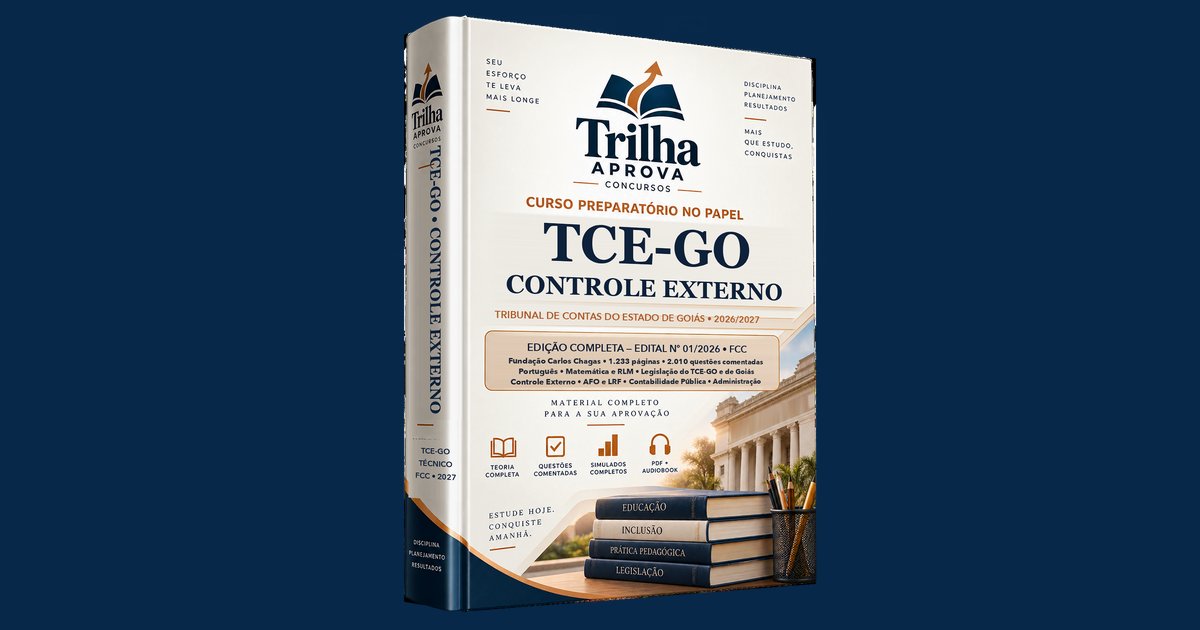 Trilha
APROVA
CONCURSOS
TCE-GO • CONTROLE EXTERNO
TCE-GO
TÉCNICO
FCC • 2027
DISCIPLINA
PLANEJAMENTO
RESULTADOS
SEU
ESFORÇO
TE LEVA
MAIS LONGE
Trilha
APROVA
CONCURSOS
DISCIPLINA
PLANEJAMENTO
RESULTADOS
MAIS
QUE ESTUDO,
CONQUISTAS
CURSO PREPARATÓRIO NO PAPEL
TCE-GO
CONTROLE EXTERNO
TRIBUNAL DE CONTAS DO ESTADO DE GOIÁS • 2026/2027
EDIÇÃO COMPLETA – EDITAL Nº 01/2026 • FCC
Fundação Carlos Chagas • 1.233 páginas • 2.010 questões comentadas
Português • Matemática e RLM • Legislação do TCE-GO e de Goiás
Controle Externo • AFO e LRF • Contabilidade Pública • Administração
MATERIAL COMPLETO
PARA A SUA APROVAÇÃO
TEORIA
COMPLETA
QUESTÕES
COMENTADAS
SIMULADOS
COMPLETOS
PDF +
AUDIOBOOK
ESTUDE HOJE.
CONQUISTE
AMANHÃ.
EDUCAÇÃO
INCLUSÃO
PRÁTICA PEDAGÓGICA
LEGISLAÇÃO